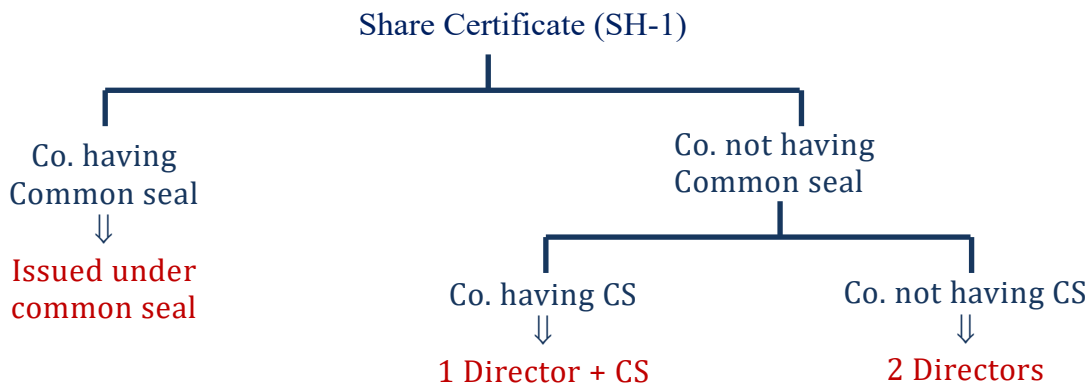 Share Certificate (SH-1)
Co. having
Common seal
⇓
Issued under
common seal
Co. not having
Common seal
Co. having CS
⇓
1 Director + CS
Co. not having CS
⇓
2 Directors